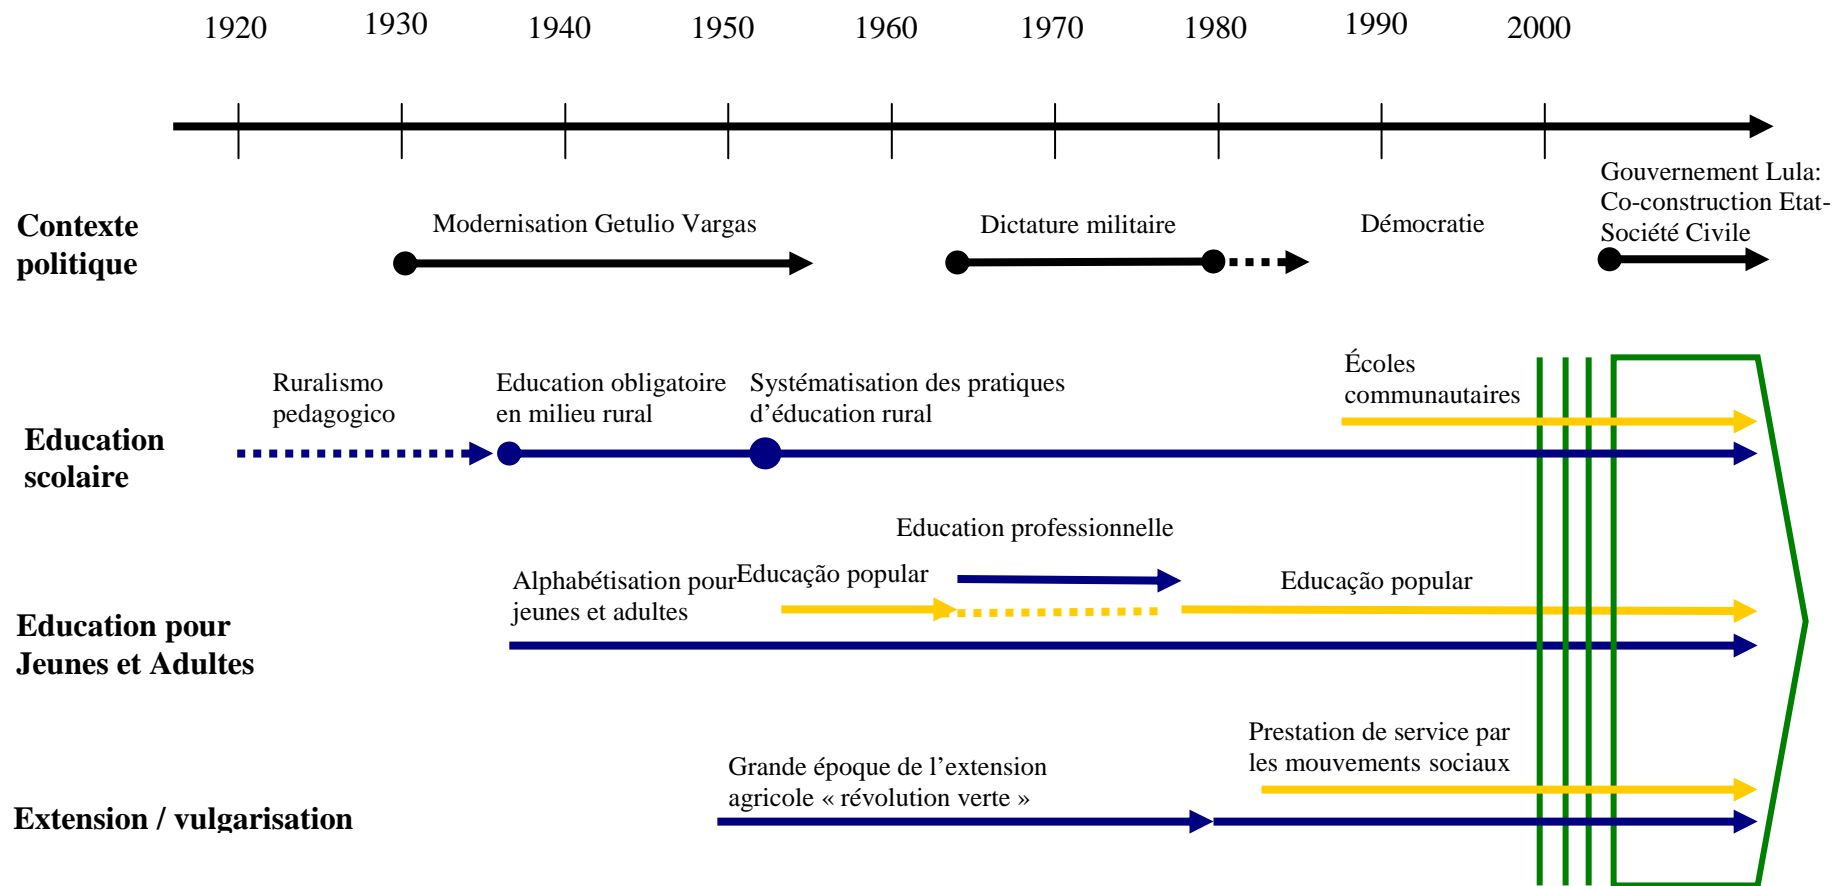 1920 1930 1940 1950 1960 1970 1980 1990 2000
Contexte
politique
Modernisation Getulio Vargas
Dictature militaire
Démocratie
Gouvernement Lula:
Co-construction Etat-
Société Civile
Education
scolaire
Ruralismo
pedagogico
Education obligatoire
en milieu rural
Systématisation des pratiques
d’éducation rural
Écoles
communautaires
Education pour
Jeunes et Adultes
Alphabétisation pour
jeunes et adultes
Educação popular
Education professionnelle
Educação popular
Extension / vulgarisation
Grande époque de l’extension
agricole « révolution verte »
Prestation de service par
les mouvements sociaux